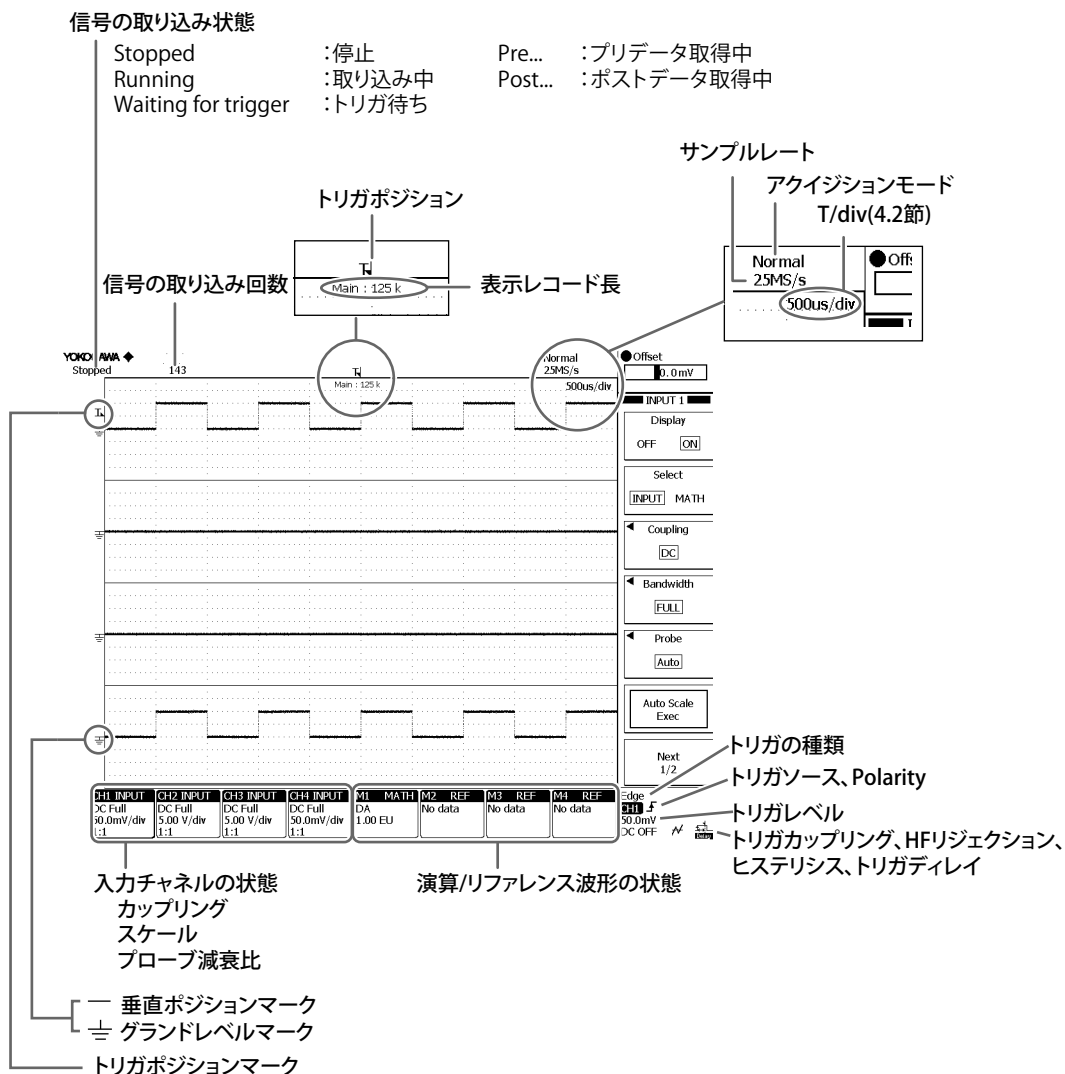 信号の取り込み状態
Stopped :停止 Pre... :プリデータ取得中
Running :取り込み中 Post... :ポストデータ取得中
Waiting for trigger :トリガ待ち
サンプルレート
アクイジションモード
T/div(4.2節)
トリガポジション
Normal
25MS/s
500us/div
T
Main : 125 k
信号の取り込み回数
表示レコード長
YOKO AWA
Stopped
143
T
Main : 125 k
Normal
25MS/s
500us/div
Offset
0.0mV
INPUT 1
Display
OFF ON
Select
INPUT MATH
Coupling
DC
Bandwidth
FULL
Probe
Auto
Auto Scale
Exec
Next
1/2
T
CH1 INPUT CH2 INPUT CH3 INPUT CH4 INPUT M1 MATH M2 REF M3 REF M4 REF
DC Full DC Full DC Full DC Full DA No data No data No data
50.0mV/div 5.00 V/div 5.00 V/div 50.0mV/div 1.00 EU
1:1 1:1 1:1 1:1
Edge
CH1
50.0mV
DC OFF
Delay
トリガの種類
トリガソース、Polarity
トリガレベル
トリガカップリング、HFリジェクション、
ヒステリシス、トリガディレイ
入力チャネルの状態
カップリング
スケール
プローブ減衰比
演算/リファレンス波形の状態
垂直ポジションマーク
グランドレベルマーク
トリガポジションマーク